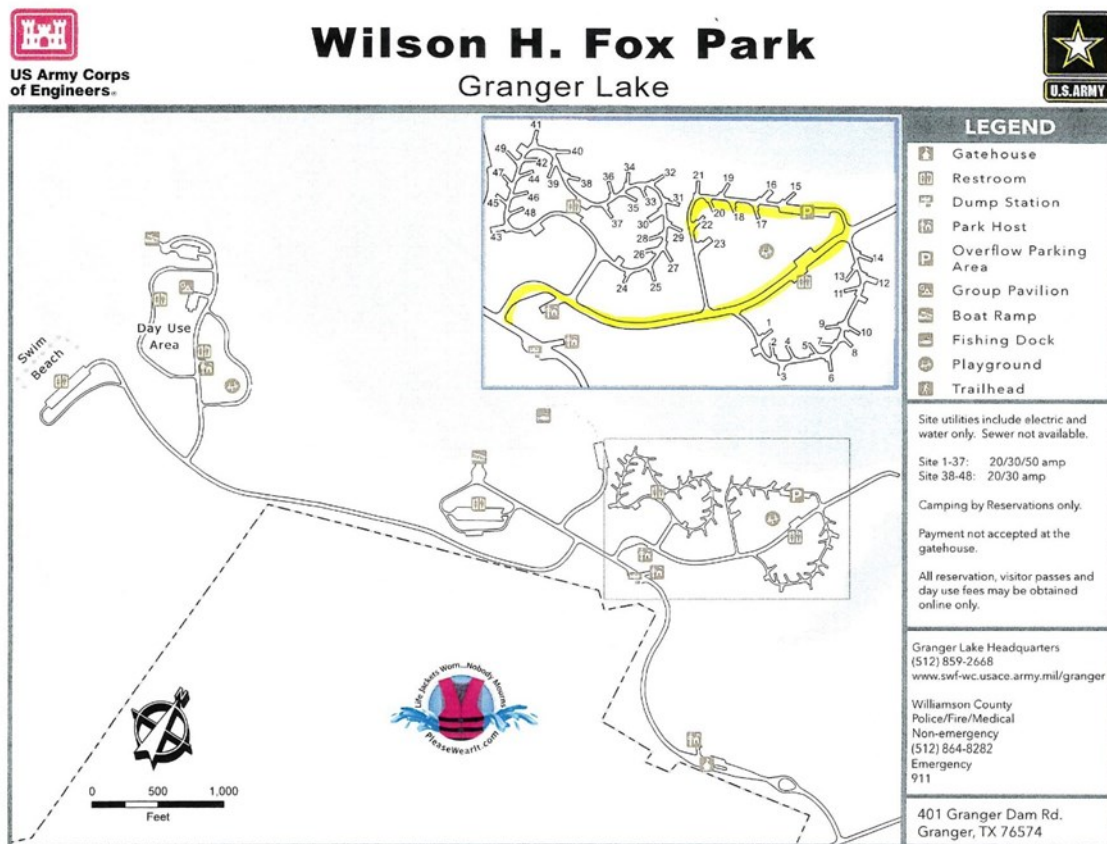 US Army Corps
of Engineers®
Wilson H. Fox Park
Granger Lake
U.S.ARMY
LEGEND
Gatehouse
Restroom
Dump Station
Park Host
P
Overflow Parking
Area
Group Pavilion
Boat Ramp
Fishing Dock
Playground
Trailhead
Site utilities include electric and
water only. Sewer not available.
Site 1-37: 20/30/50 amp
Site 38-48: 20/30 amp
Camping by Reservations only.
Payment not accepted at the
gatehouse.
All reservation, visitor passes and
day use fees may be obtained
online only.
Granger Lake Headquarters
(512) 859-2668
www.swf-wc.usace.army.mil/granger
Williamson County
Police/Fire/Medical
Non-emergency
(512) 864-8282
Emergency
911
401 Granger Dam Rd.
Granger, TX 76574
41
49
42
40
47
44
39
38
45
46
48
43
36
34
32
33
35
31
37
30
29
28
26
27
24
25
21
19
16
15
20
18
17
P
22
23
14
13
12
11
9
10
1
2
4
5
7
8
3
6
Day Use
Area
Swim
Beach
P
Life Jackets Worn...Nobody Mourns
PleaseWearIt.com
0 500 1,000
Feet